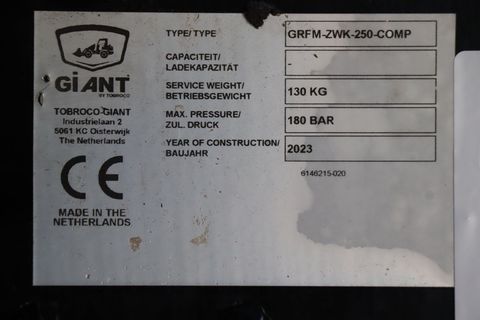 GiANT
BY TOBROCO
TOBROCO-GIANT
Industrielaan 2
5061 KC Oisterwijk
The Netherlands
CE
MADE IN THE
NETHERLANDS
TYPE/TYPE GRFM-ZWK-250-COMP
CAPACITEIT/
LADEKAPAZITÄT -
SERVICE WEIGHT/
BETRIEBSGEWICHT 130 KG
MAX. PRESSURE/
ZUL. DRUCK 180 BAR
YEAR OF CONSTRUCTION/
BAUJAHR 2023
6146215-020